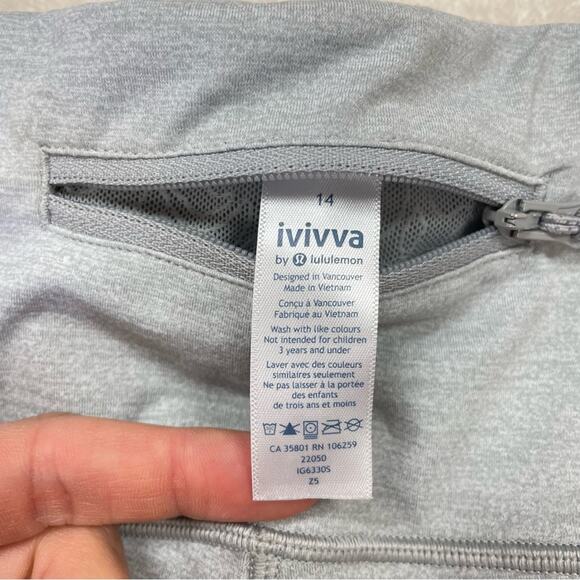 14
ivivva
by lululemon
Designed in Vancouver
Made in Vietnam
Conçu à Vancouver
Fabriqué au Vietnam
Wash with like colours
Not intended for children
3 years and under
Laver avec des couleurs
similaires seulement
Ne pas laisser à la portée
des enfants
de trois ans et moins
CA 35801 RN 106259
22050
IG6330S
Z5